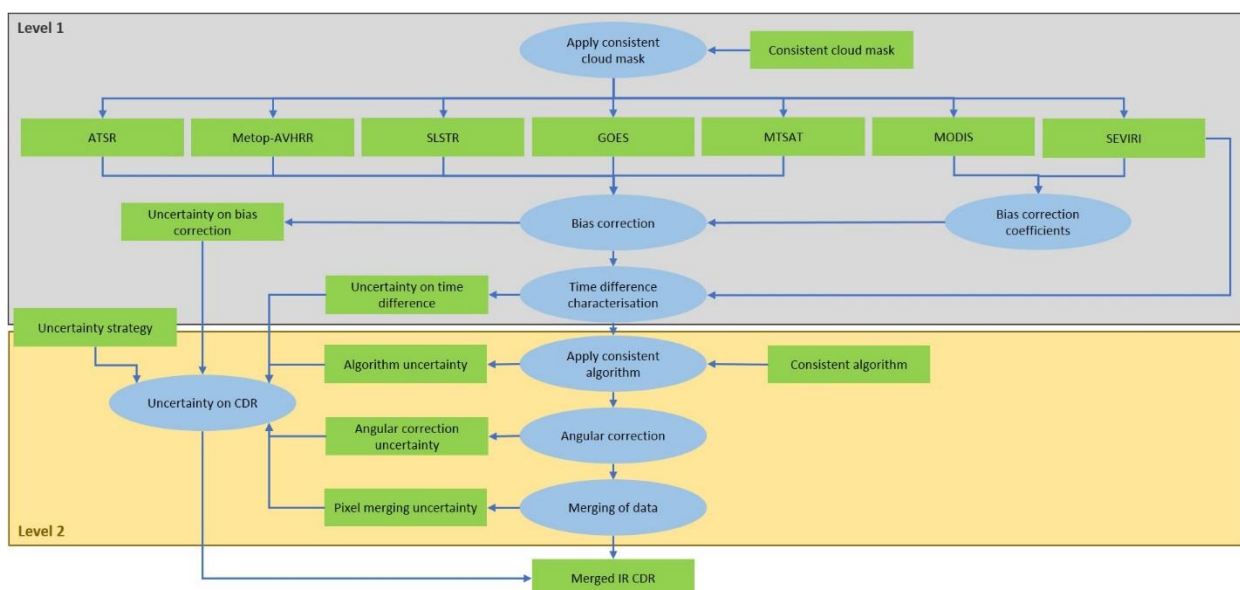 Level 1
Apply consistent
cloud mask
Consistent cloud mask
ATSR
Metop-AVHRR
SLSTR
GOES
MTSAT
MODIS
SEVIRI
Uncertainty on bias
correction
Bias correction
Bias correction
coefficients
Uncertainty on time
difference
Time difference
characterisation
Uncertainty strategy
Algorithm uncertainty
Apply consistent
algorithm
Consistent algorithm
Uncertainty on CDR
Angular correction
uncertainty
Angular correction
Pixel merging uncertainty
Merging of data
Level 2
Merged IR CDR